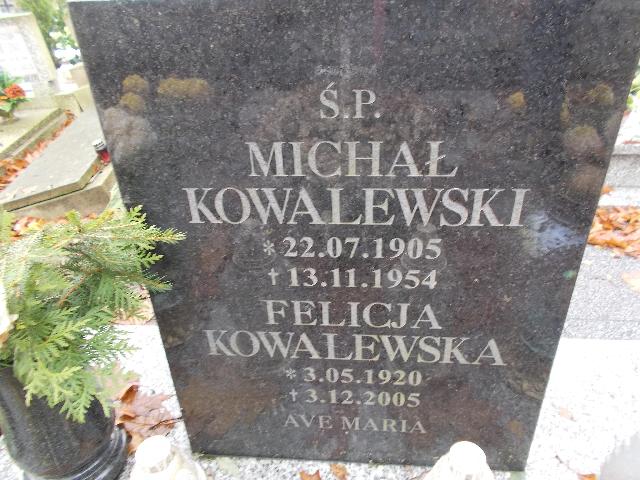 Ś.P.
MICHAŁ
KOWALEWSKI
* 22.07.1905
† 13.11.1954
FELICJA
KOWALEWSKA
* 3.05.1920
† 3.12.2005
AVE MARIA